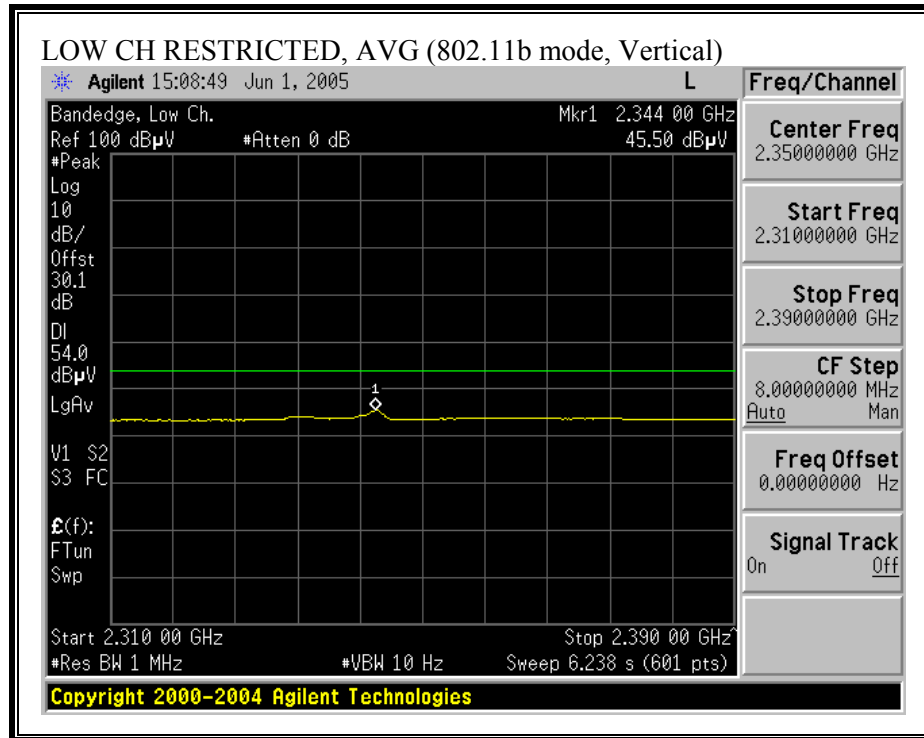 LOW CH RESTRICTED, AVG (802.11b mode, Vertical)
Agilent 15:08:49 Jun 1, 2005 L
Bandedge, Low Ch.
Mkr1 2.344 00 GHz
Ref 100 dBµV #Atten 0 dB 45.50 dBµV
#Peak
Log
10
dB/
Offst
30.1
dB
DI
54.0
dBµV
LgAv
V1 S2
S3 FC
£(f):
FTun
Swp
1
Start 2.310 00 GHz Stop 2.390 00 GHz^
#Res BW 1 MHz #VBW 10 Hz Sweep 6.238 s (601 pts)
Freq/Channel
Center Freq
2.35000000 GHz
Start Freq
2.31000000 GHz
Stop Freq
2.39000000 GHz
CF Step
8.00000000 MHz
Auto Man
Freq Offset
0.00000000 Hz
Signal Track
On Off
Copyright 2000-2004 Agilent Technologies